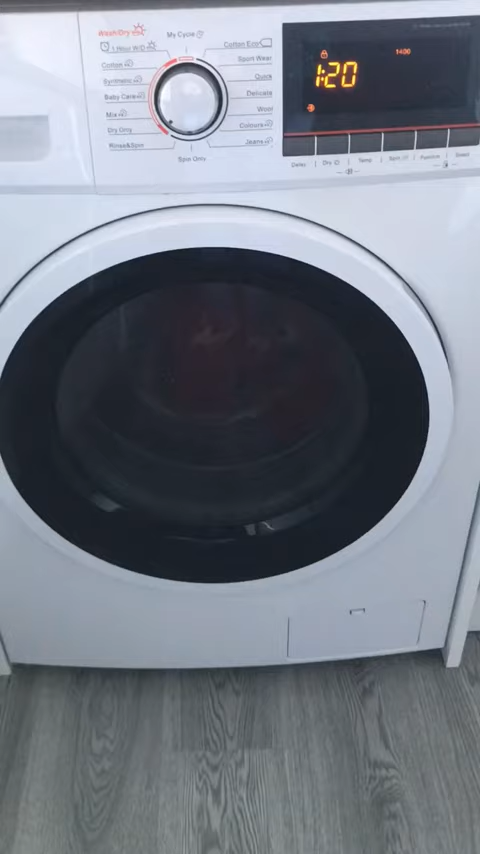 Wash&Dry
My Cycle
1 Hour W/D
Cotton Eco
Cotton
Sport Wear
Synthetic
Quick
Baby Care
Delicate
Mix
Wool
Dry Only
Colours
Rinse&Spin
Jeans
Spin Only
1400
1:20
Delay
Dry
Temp
Spin
Function
Speed